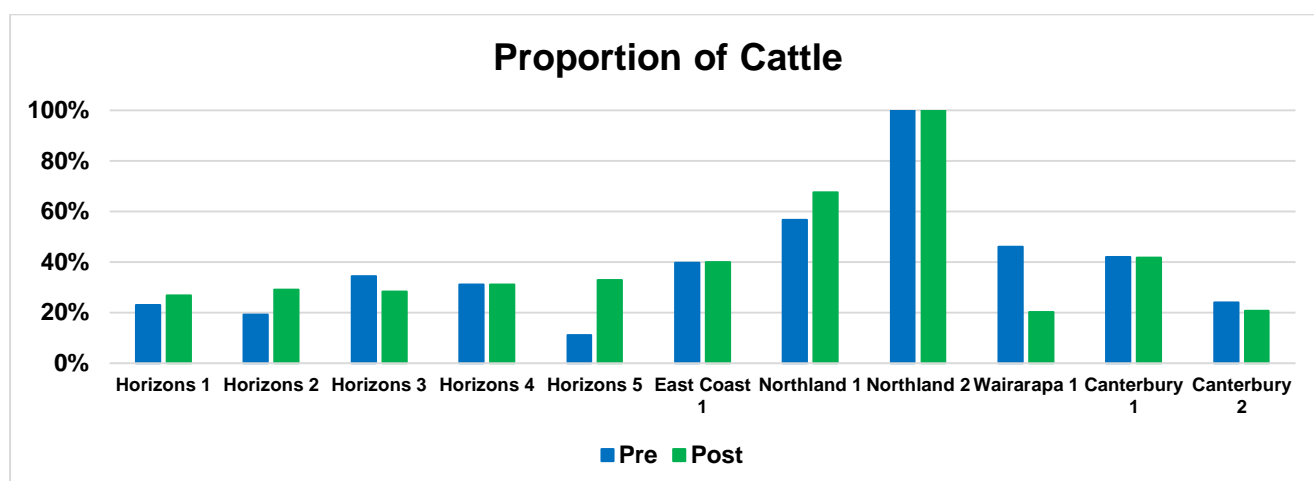 Proportion of Cattle
100%
80%
60%
40%
20%
0%
Horizons 1 Horizons 2 Horizons 3 Horizons 4 Horizons 5 East Coast 1 Northland 1 Northland 2 Wairarapa 1 Canterbury 1 Canterbury 2
Pre Post